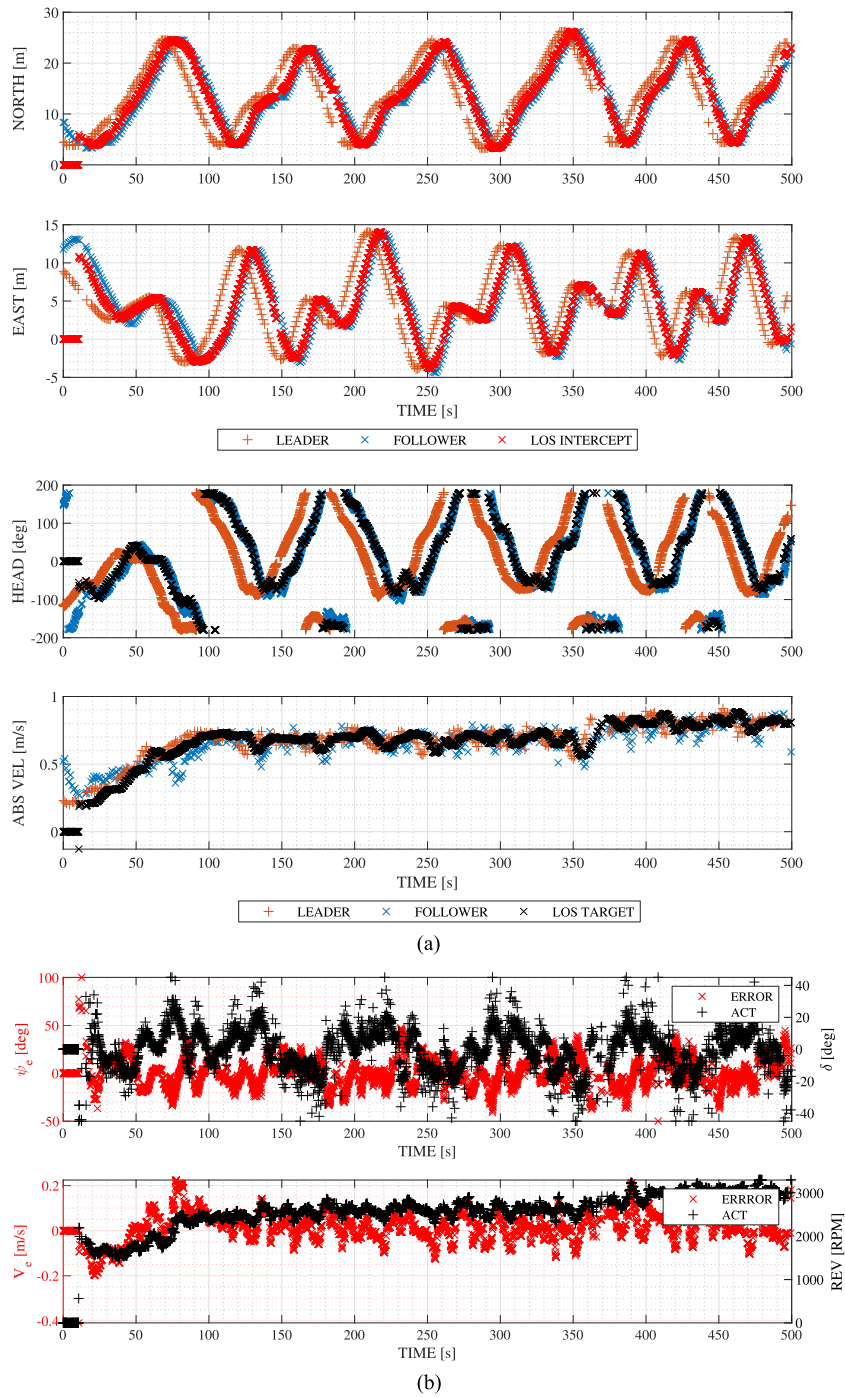 NORTH [m]
30
20
10
0
0 50 100 150 200 250 300 350 400 450 500
EAST [m]
15
10
5
0
-5
0 50 100 150 200 250 300 350 400 450 500
TIME [s]
LEADER FOLLOWER LOS INTERCEPT
HEAD [deg]
200
100
0
-100
-200
0 50 100 150 200 250 300 350 400 450 500
ABS VEL [m/s]
1
0.5
0
0 50 100 150 200 250 300 350 400 450 500
TIME [s]
LEADER FOLLOWER LOS TARGET
(a)
ψe [deg]
100
50
0
-50
ERROR
ACT
40
20
0
-20
-40
δ [deg]
0 50 100 150 200 250 300 350 400 450 500
TIME [s]
Ve [m/s]
0.2
0
-0.2
-0.4
ERRROR
ACT
3000
2000
1000
0
REV [RPM]
0 50 100 150 200 250 300 350 400 450 500
TIME [s]
(b)